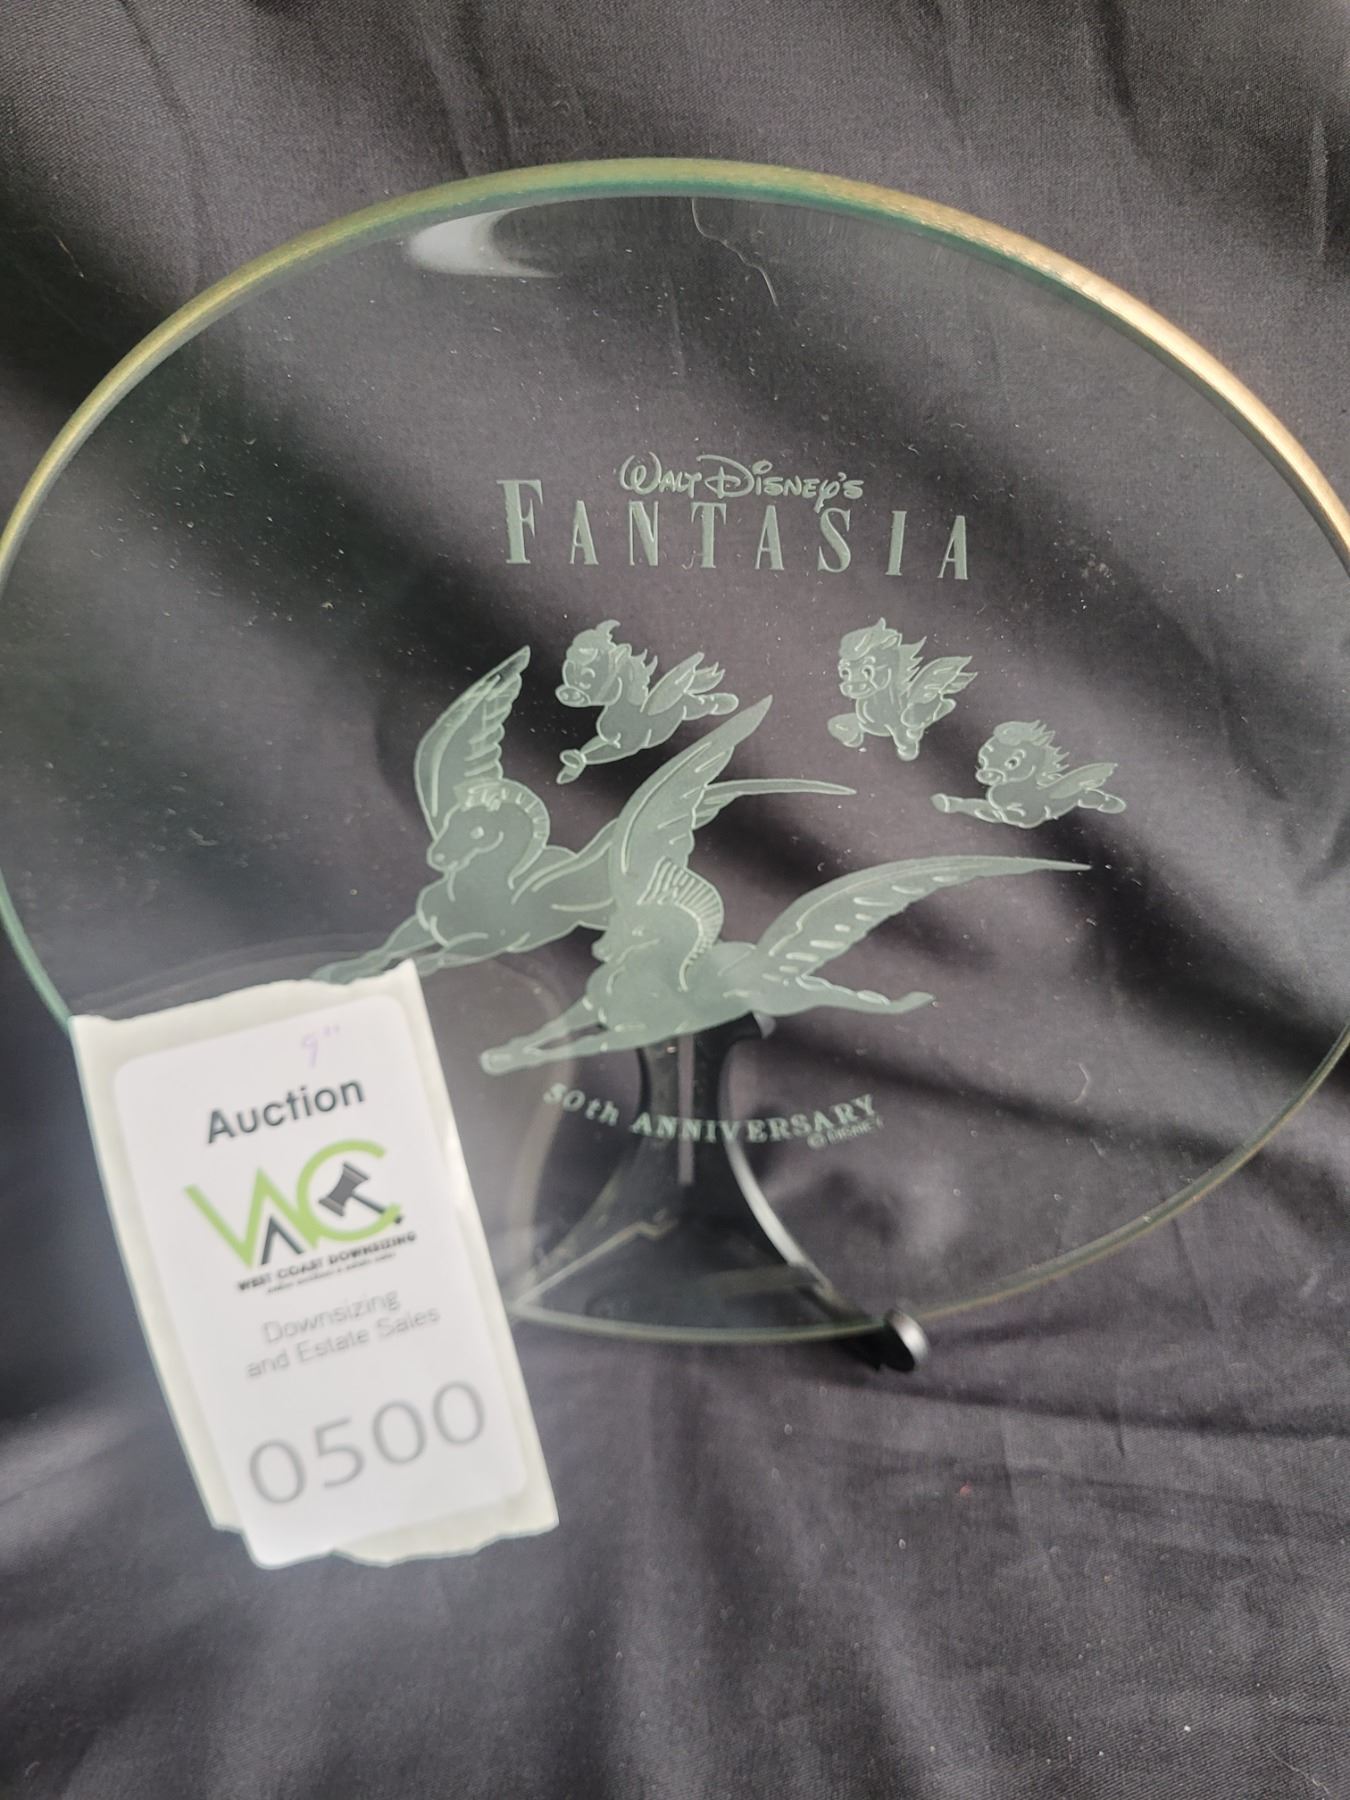 WALT DISNEY'S
FANTASIA
50th ANNIVERSARY
© DISNEY
9"
Auction
WC
WEST COAST DOWNSIZING
Downsizing
and Estate Sales
0500